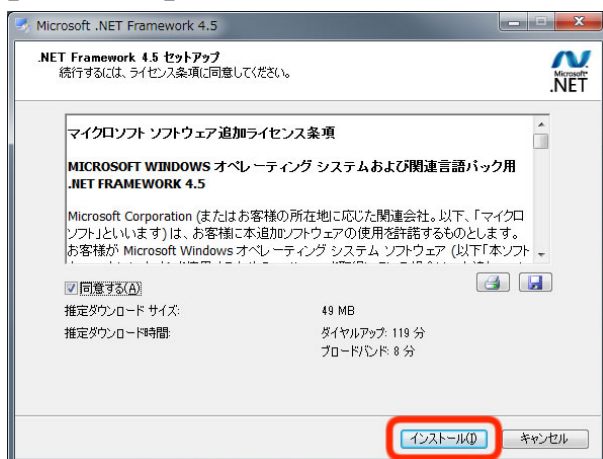 Microsoft .NET Framework 4.5
.NET Framework 4.5 セットアップ
続行するには、ライセンス条項に同意してください。
Microsoft
.NET
マイクロソフト ソフトウェア追加ライセンス条項
MICROSOFT WINDOWS オペレーティング システムおよび関連言語パック用
.NET FRAMEWORK 4.5
Microsoft Corporation (またはお客様の所在地に応じた関連会社。以下、「マイクロ
ソフト」といいます) は、お客様に本追加ソフトウェアの使用を許諾するものとします。
お客様が Microsoft Windows オペレーティング システム ソフトウェア (以下「本ソフト
同意する(A)
推定ダウンロード サイズ:
49 MB
推定ダウンロード時間:
ダイヤルアップ: 119 分
ブロードバンド: 8 分
インストール(I)
キャンセル